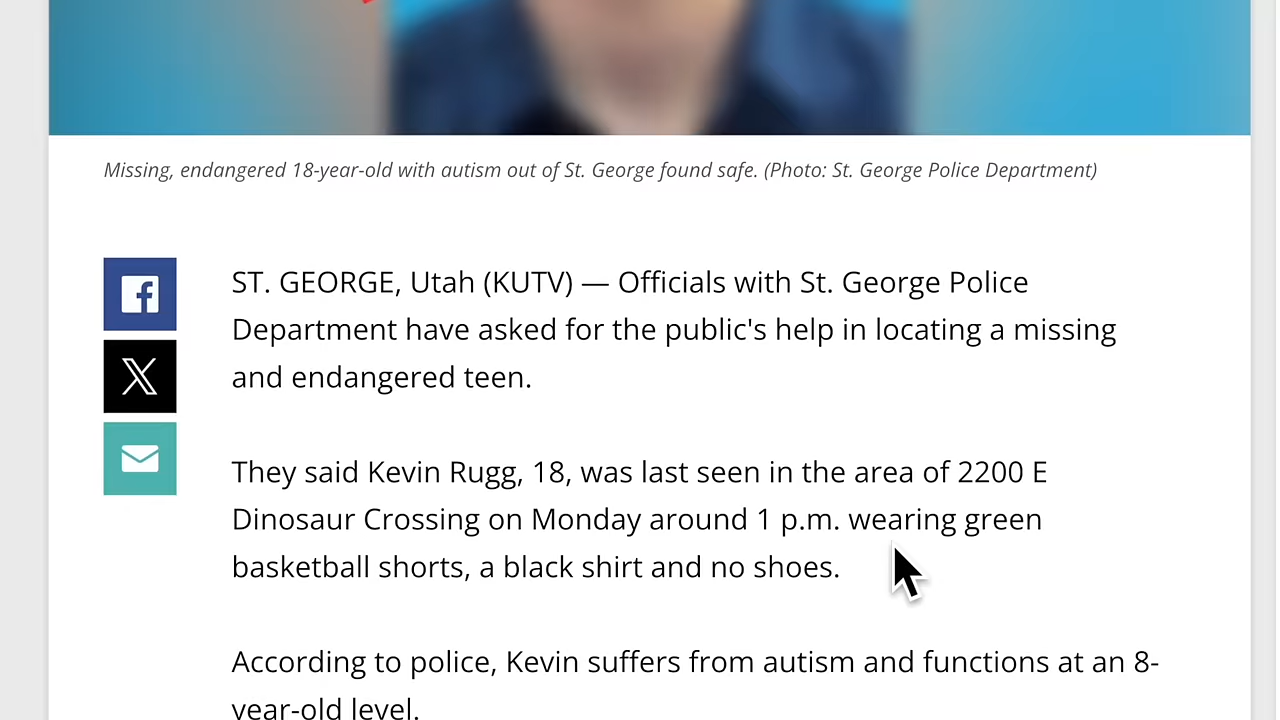 Missing, endangered 18-year-old with autism out of St. George found safe. (Photo: St. George Police Department)
ST. GEORGE, Utah (KUTV) — Officials with St. George Police
Department have asked for the public's help in locating a missing
and endangered teen.
They said Kevin Rugg, 18, was last seen in the area of 2200 E
Dinosaur Crossing on Monday around 1 p.m. wearing green
basketball shorts, a black shirt and no shoes.
According to police, Kevin suffers from autism and functions at an 8-
year-old level.